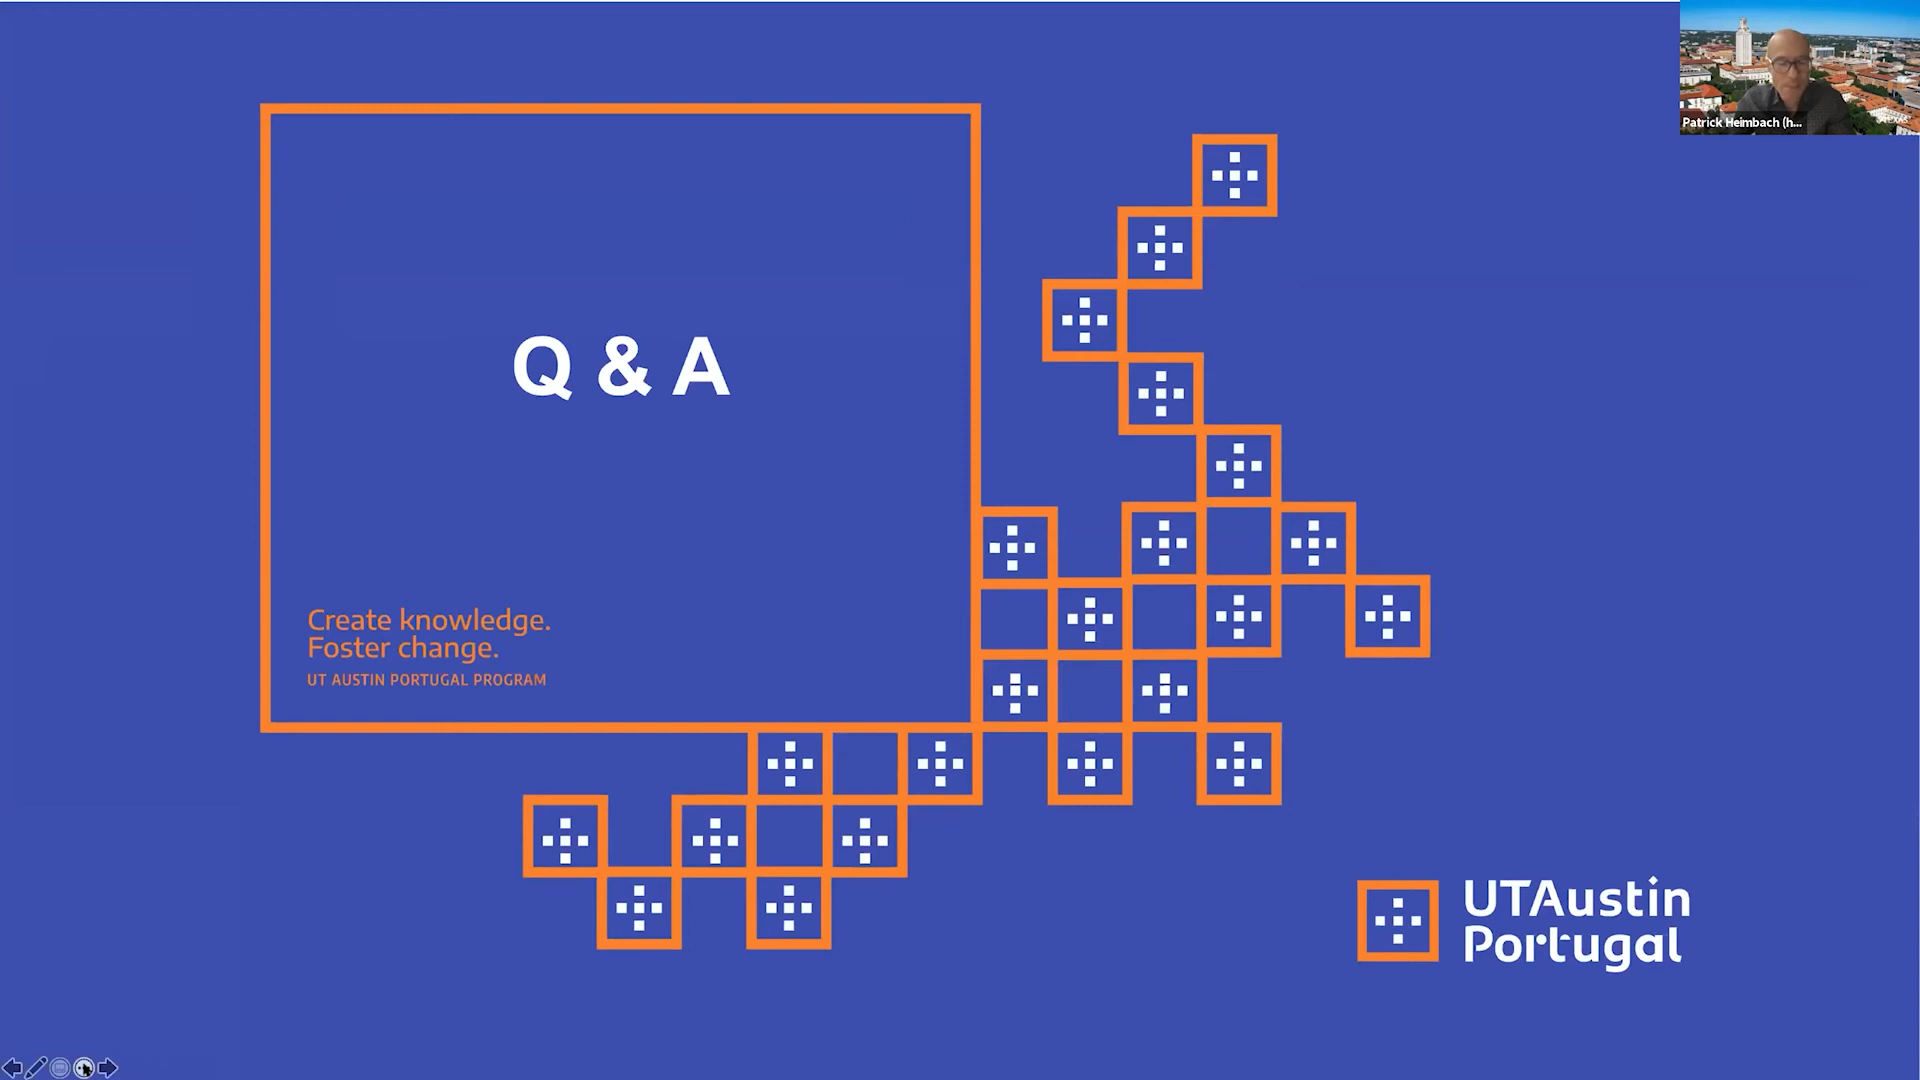 Patrick Heimbach (h...
Q & A
Create knowledge.
Foster change.
UT AUSTIN PORTUGAL PROGRAM
UTAustin
Portugal